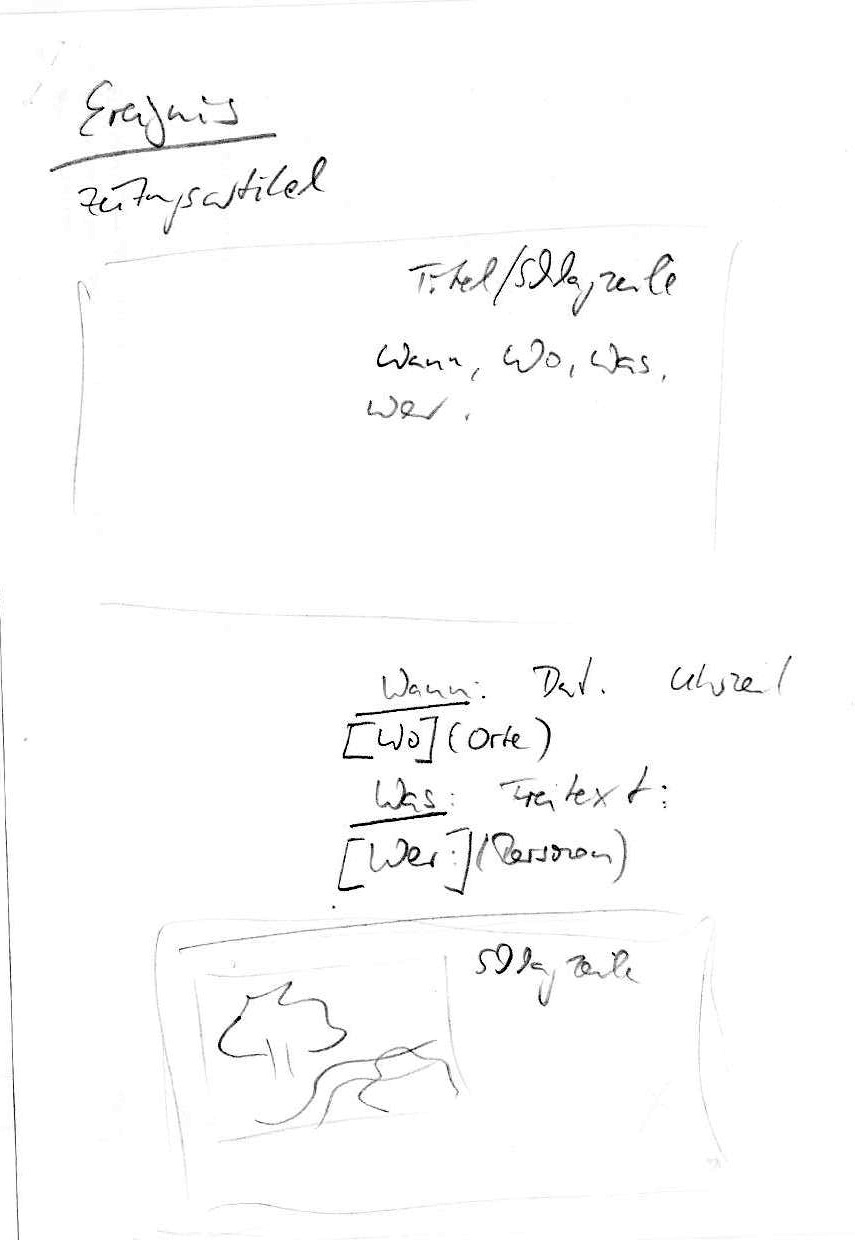 Ereignis
Zeitungsartikel
Titel/Schlagzeile
Wann, Wo, Was,
Wer.
Wann: Dat. Uhrzeit
[Wo] (Orte)
Was: Freitext:
[Wer:] (Personen)
Schlagzeile